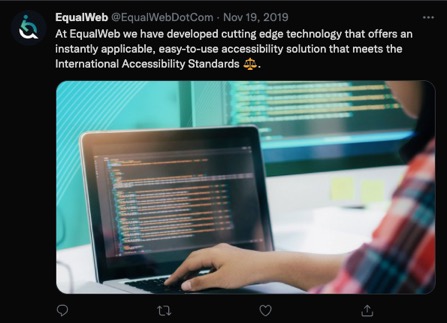 EqualWeb @EqualWebDotCom · Nov 19, 2019
At EqualWeb we have developed cutting edge technology that offers an
instantly applicable, easy-to-use accessibility solution that meets the
International Accessibility Standards ⚖️.